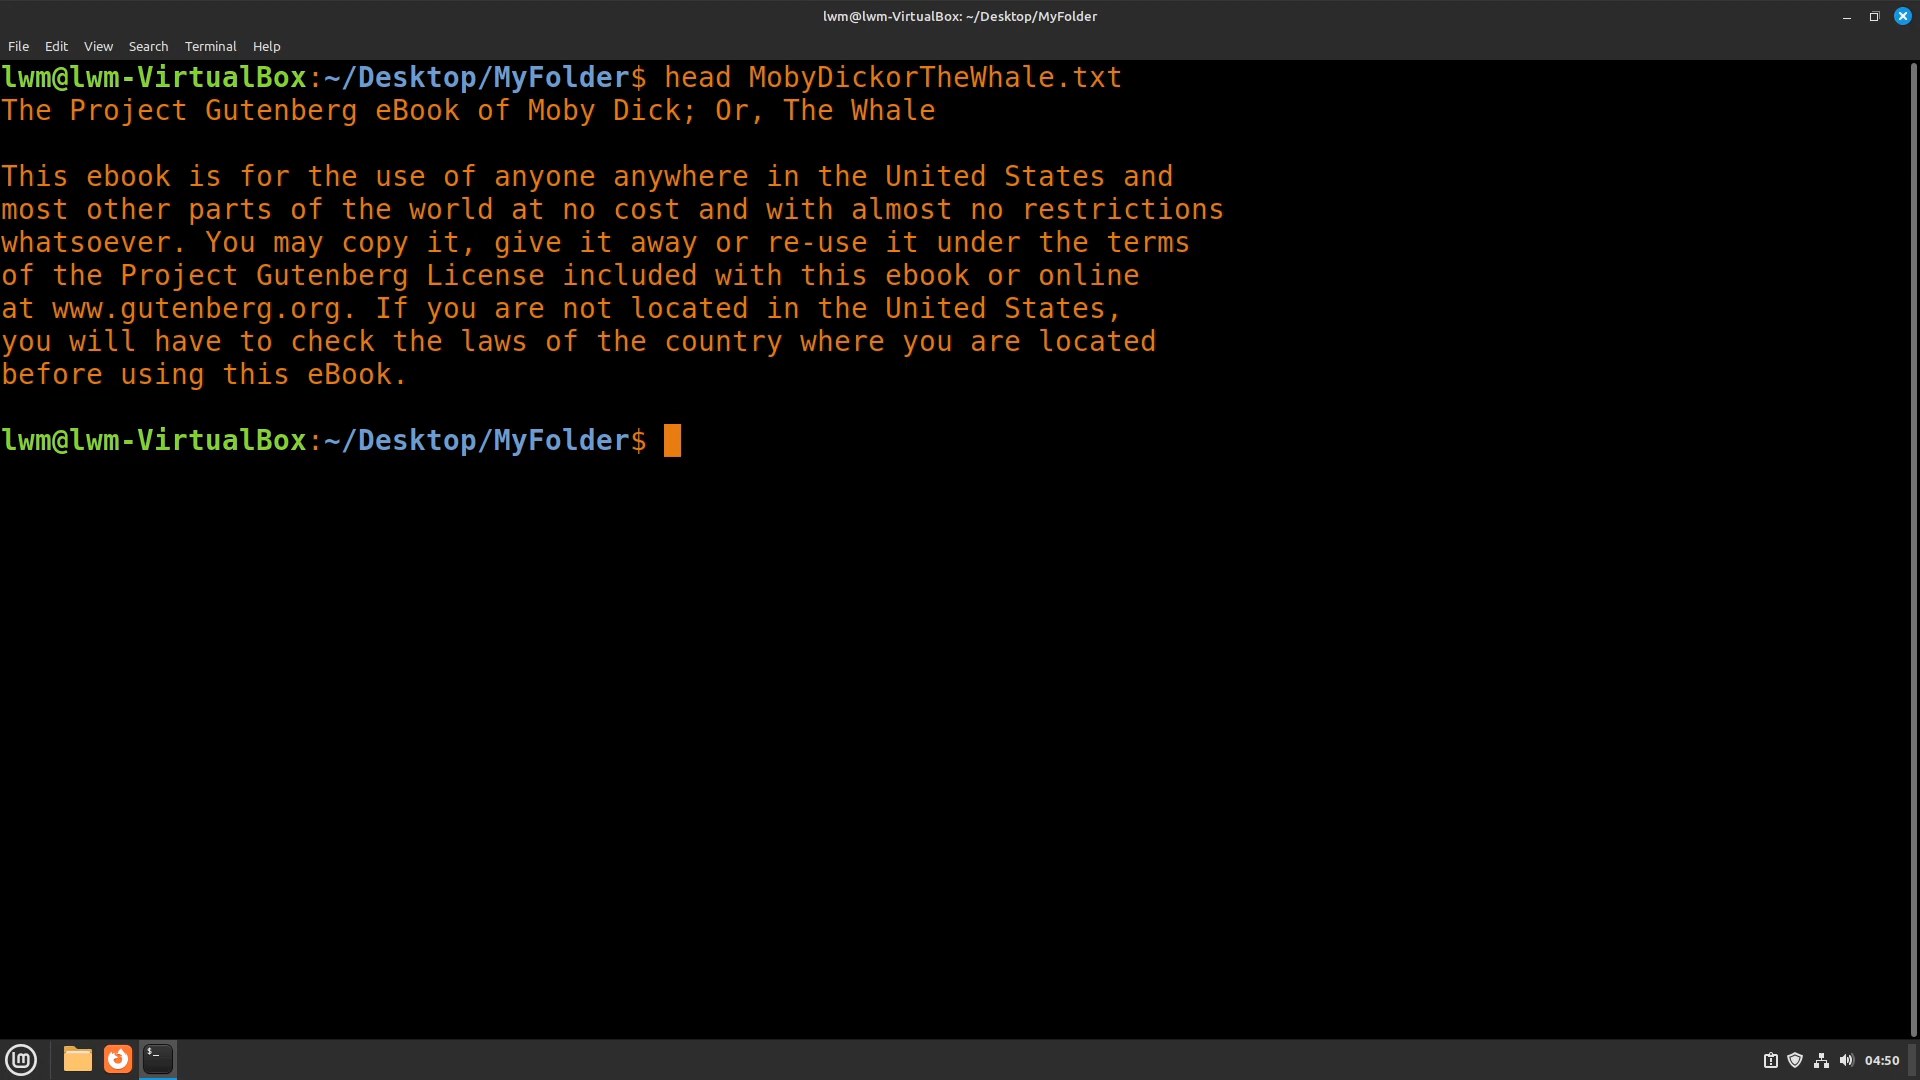 lwm@lwm-VirtualBox: ~/Desktop/MyFolder
File Edit View Search Terminal Help
lwm@lwm-VirtualBox:~/Desktop/MyFolder$ head MobyDickorTheWhale.txt
The Project Gutenberg eBook of Moby Dick; Or, The Whale
This ebook is for the use of anyone anywhere in the United States and
most other parts of the world at no cost and with almost no restrictions
whatsoever. You may copy it, give it away or re-use it under the terms
of the Project Gutenberg License included with this ebook or online
at www.gutenberg.org. If you are not located in the United States,
you will have to check the laws of the country where you are located
before using this eBook.
lwm@lwm-VirtualBox:~/Desktop/MyFolder$
04:50